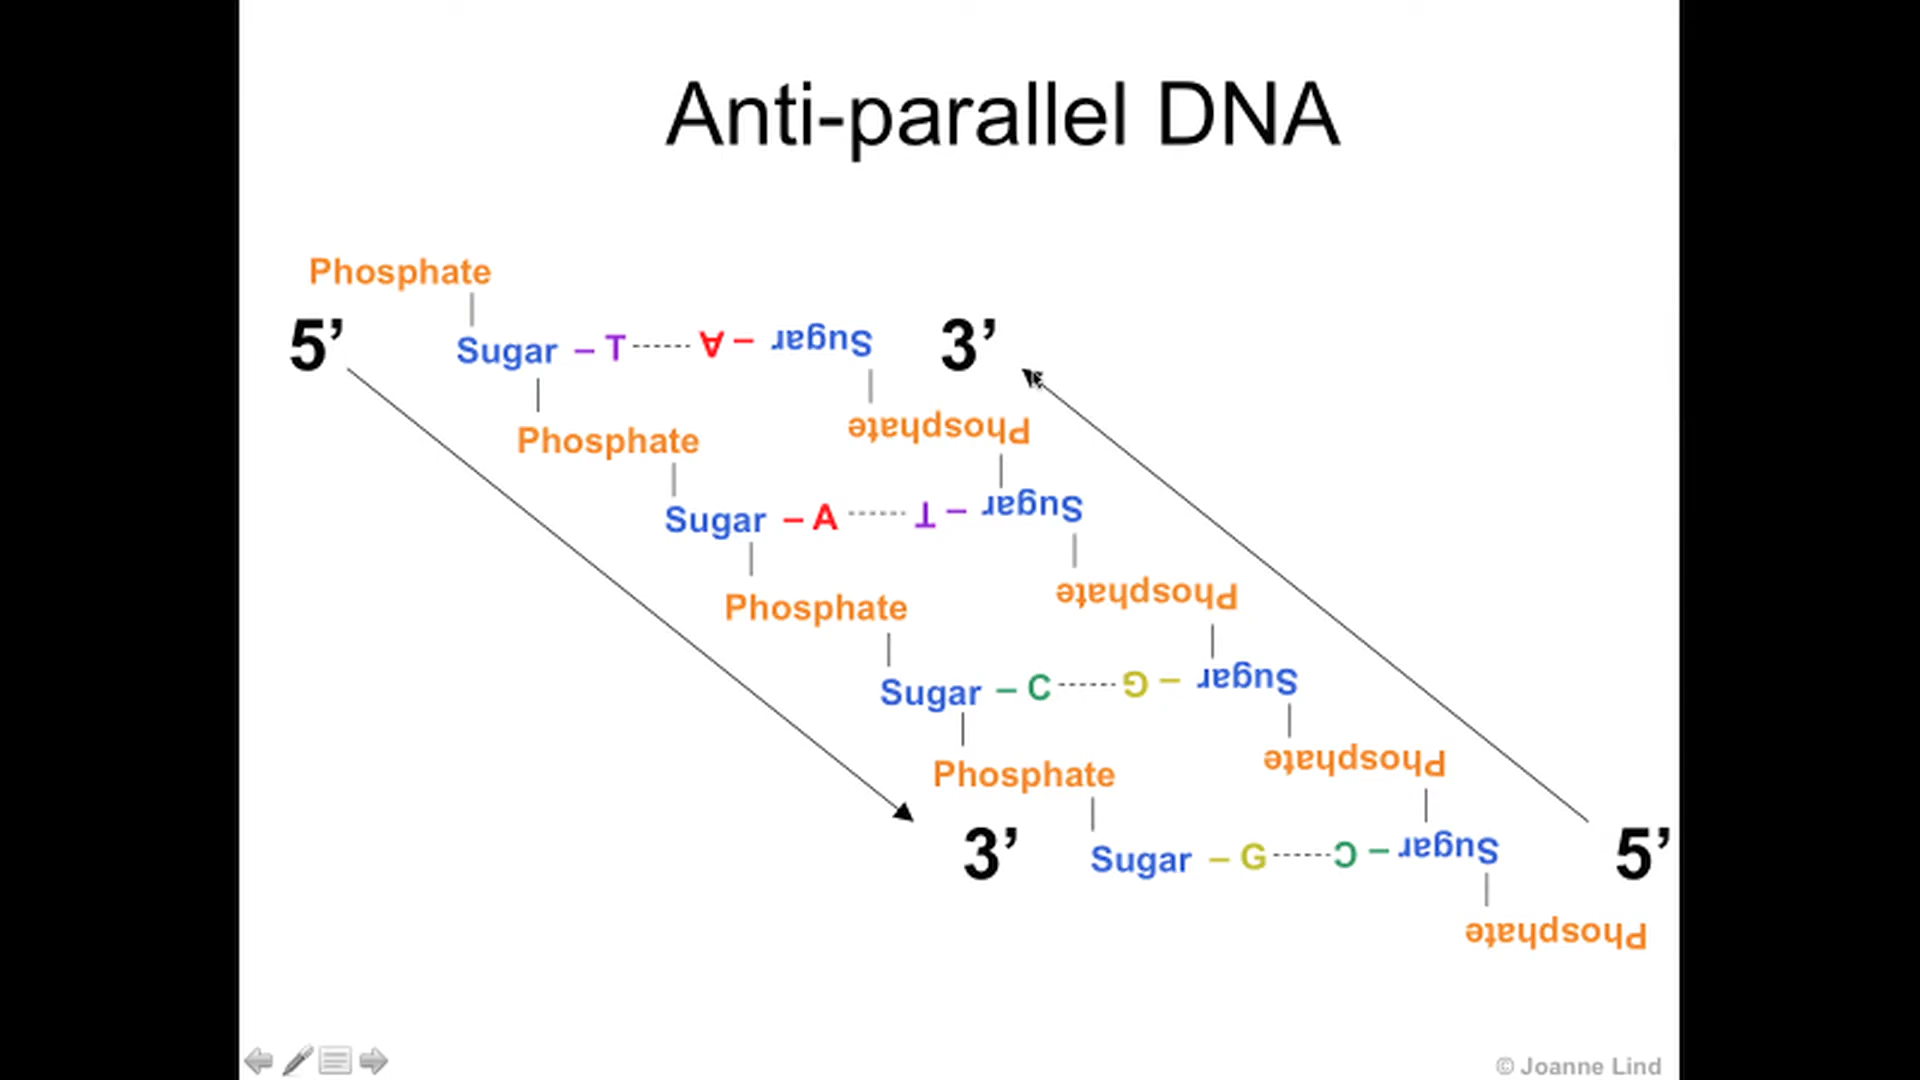 Anti-parallel DNA
Phosphate
5’ Sugar – T A – Sugar 3’
Phosphate Phosphate
Sugar – A T – Sugar
Phosphate Phosphate
Sugar – C G – Sugar
Phosphate Phosphate
3’ Sugar – G C – Sugar 5’
Phosphate
© Joanne Lind